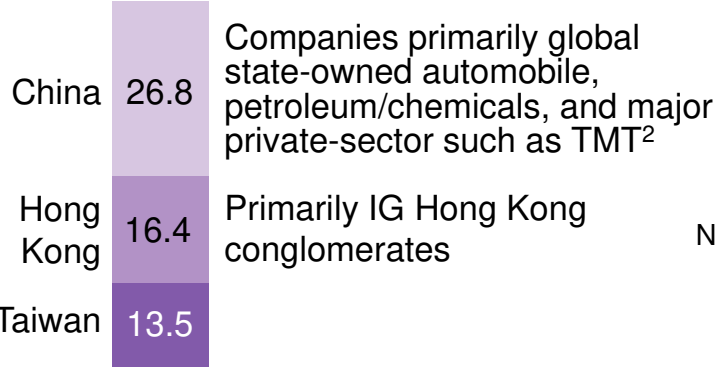 China 26.8
Companies primarily global
state-owned automobile,
petroleum/chemicals, and major
private-sector such as TMT²
Hong
Kong
16.4
Primarily IG Hong Kong
conglomerates
N
Taiwan 13.5